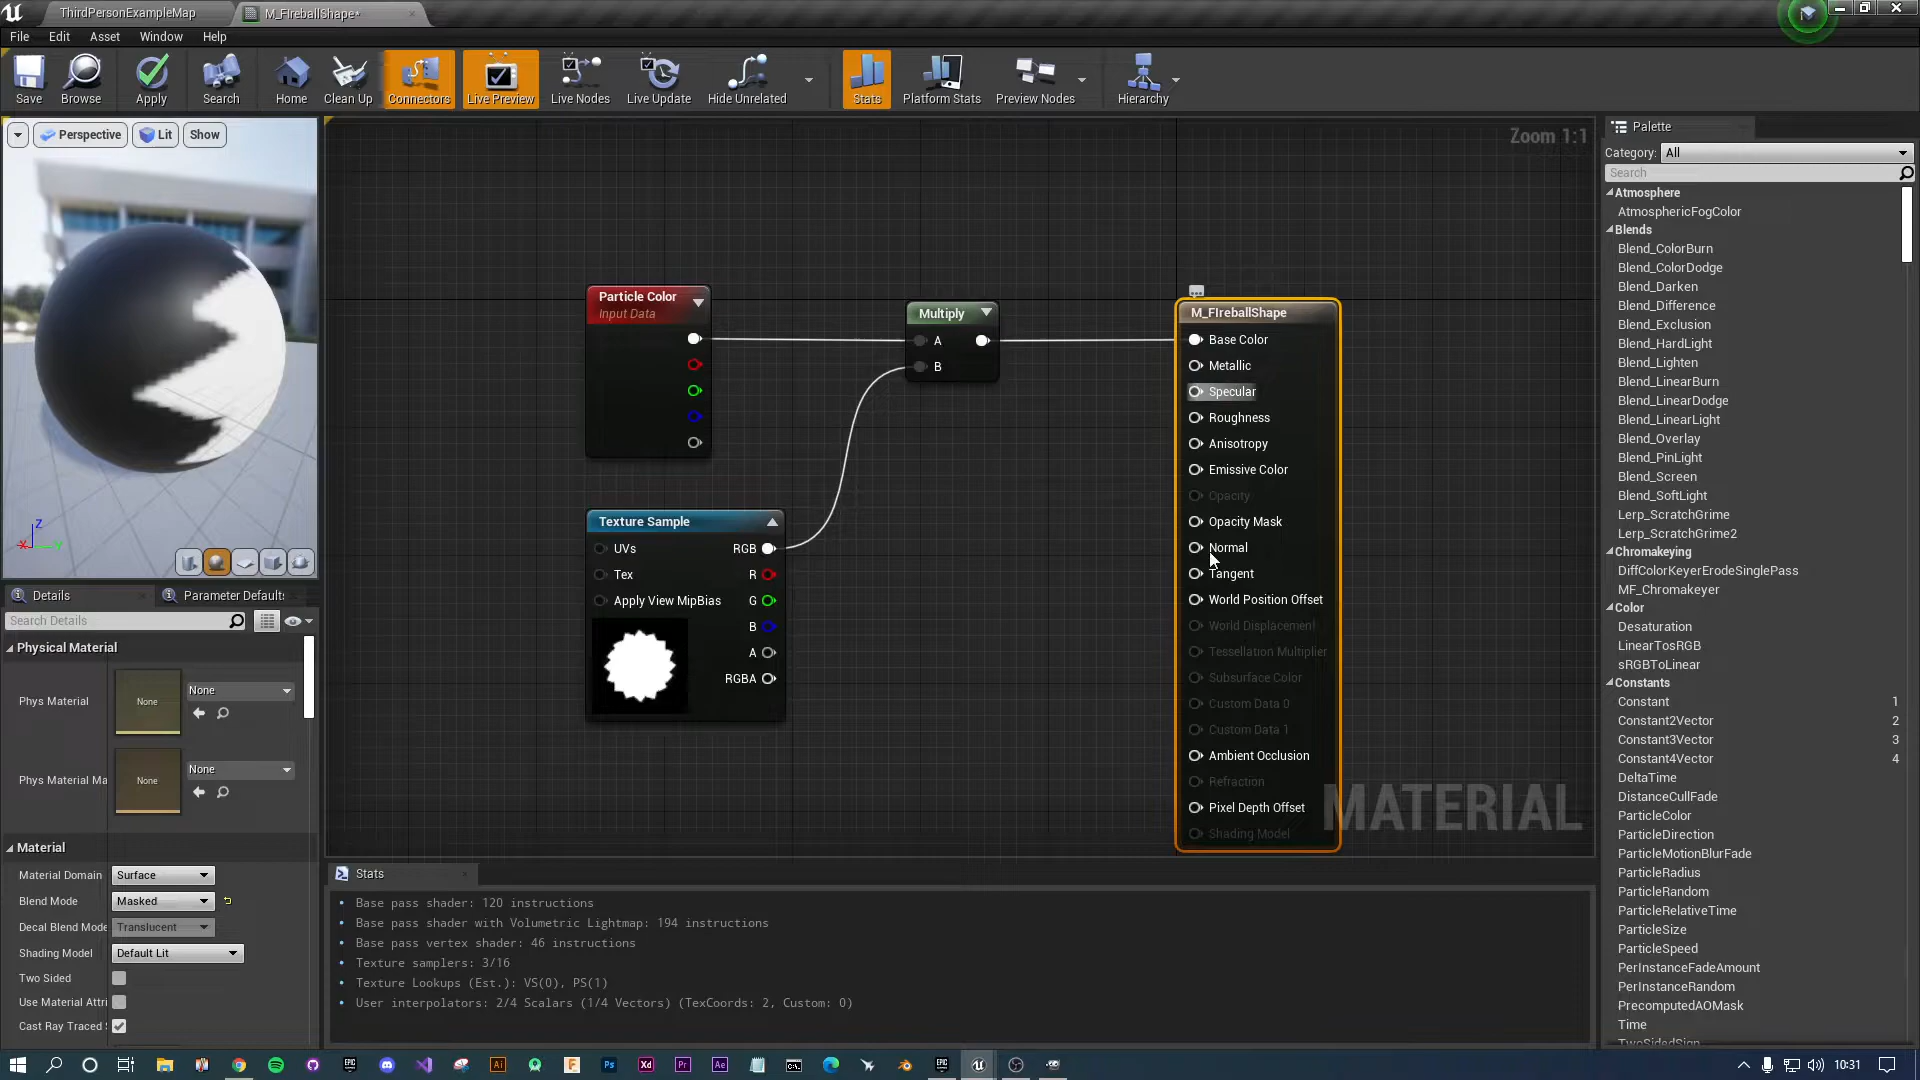 ThirdPersonExampleMap
M_FIreballShape*
File
Edit
Asset
Window
Help
Save
Browse
Apply
Search
Home
Clean Up
Connectors
Live Preview
Live Nodes
Live Update
Hide Unrelated
Stats
Platform Stats
Preview Nodes
Hierarchy
Perspective
Lit
Show
Z
X
Y
Zoom 1:1
Particle Color
Input Data
Multiply
A
B
Texture Sample
UVs
RGB
Tex
R
Apply View MipBias
G
B
A
RGBA
M_FIreballShape
Base Color
Metallic
Specular
Roughness
Anisotropy
Emissive Color
Opacity
Opacity Mask
Normal
Tangent
World Position Offset
World Displacement
Tessellation Multiplier
Subsurface Color
Custom Data 0
Custom Data 1
Ambient Occlusion
Refraction
Pixel Depth Offset
Shading Model
MATERIAL
Details
Parameter Defaults
Search Details
Physical Material
Phys Material
None
None
Phys Material Ma
None
None
Material
Material Domain
Surface
Blend Mode
Masked
Decal Blend Mode
Translucent
Shading Model
Default Lit
Two Sided
Use Material Attri
Cast Ray Traced S
Stats
Base pass shader: 120 instructions
Base pass shader with Volumetric Lightmap: 194 instructions
Base pass vertex shader: 46 instructions
Texture samplers: 3/16
Texture Lookups (Est.): VS(0), PS(1)
User interpolators: 2/4 Scalars (1/4 Vectors) (TexCoords: 2, Custom: 0)
Palette
Category:
All
Search
Atmosphere
AtmosphericFogColor
Blends
Blend_ColorBurn
Blend_ColorDodge
Blend_Darken
Blend_Difference
Blend_Exclusion
Blend_HardLight
Blend_Lighten
Blend_LinearBurn
Blend_LinearDodge
Blend_LinearLight
Blend_Overlay
Blend_PinLight
Blend_Screen
Blend_SoftLight
Lerp_ScratchGrime
Lerp_ScratchGrime2
Chromakeying
DiffColorKeyerErodeSinglePass
MF_Chromakeyer
Color
Desaturation
LinearTosRGB
sRGBToLinear
Constants
Constant 1
Constant2Vector 2
Constant3Vector 3
Constant4Vector 4
DeltaTime
DistanceCullFade
ParticleColor
ParticleDirection
ParticleMotionBlurFade
ParticleRadius
ParticleRandom
ParticleRelativeTime
ParticleSize
ParticleSpeed
PerInstanceFadeAmount
PerInstanceRandom
PrecomputedAOMask
Time
TwoSidedSign
EPIC
Ai
Ps
Xd
Pr
Ae
EPIC
10:31